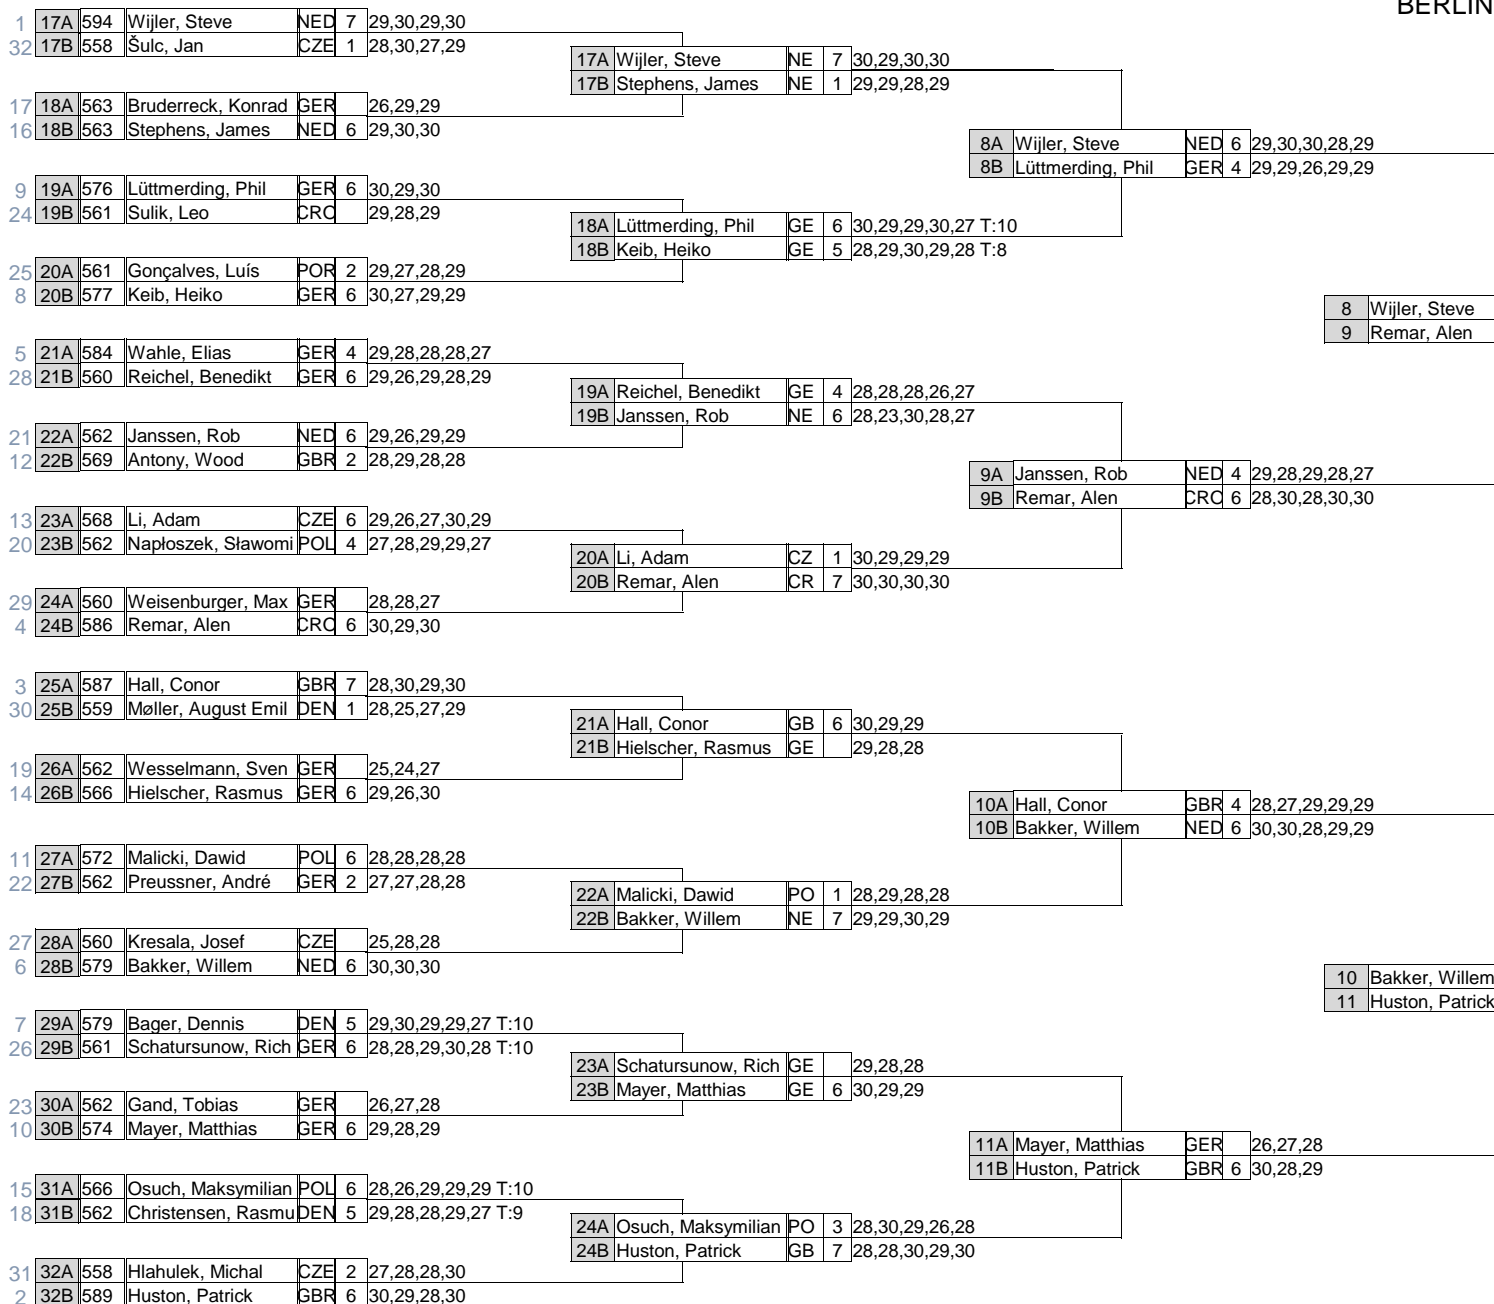 BERLIN
1 17A 594 Wijler, Steve NED 7 29,30,29,30
32 17B 558 Šulc, Jan CZE 1 28,30,27,29
17A Wijler, Steve NE 7 30,29,30,30
17B Stephens, James NE 1 29,29,28,29
17 18A 563 Bruderreck, Konrad GER 26,29,29
16 18B 563 Stephens, James NED 6 29,30,30
8A Wijler, Steve NED 6 29,30,30,28,29
8B Lüttmerding, Phil GER 4 29,29,26,29,29
9 19A 576 Lüttmerding, Phil GER 6 30,29,30
24 19B 561 Sulik, Leo CRO 29,28,29
18A Lüttmerding, Phil GE 6 30,29,29,30,27 T:10
18B Keib, Heiko GE 5 28,29,30,29,28 T:8
25 20A 561 Gonçalves, Luís POR 2 29,27,28,29
8 20B 577 Keib, Heiko GER 6 30,27,29,29
8 Wijler, Steve
9 Remar, Alen
5 21A 584 Wahle, Elias GER 4 29,28,28,28,27
28 21B 560 Reichel, Benedikt GER 6 29,26,29,28,29
19A Reichel, Benedikt GE 4 28,28,28,26,27
19B Janssen, Rob NE 6 28,23,30,28,27
21 22A 562 Janssen, Rob NED 6 29,26,29,29
12 22B 569 Antony, Wood GBR 2 28,29,28,28
9A Janssen, Rob NED 4 29,28,29,28,27
9B Remar, Alen CRO 6 28,30,28,30,30
13 23A 568 Li, Adam CZE 6 29,26,27,30,29
20 23B 562 Napłoszek, Sławomi POL 4 27,28,29,29,27
20A Li, Adam CZ 1 30,29,29,29
20B Remar, Alen CR 7 30,30,30,30
29 24A 560 Weisenburger, Max GER 28,28,27
4 24B 586 Remar, Alen CRO 6 30,29,30
3 25A 587 Hall, Conor GBR 7 28,30,29,30
30 25B 559 Møller, August Emil DEN 1 28,25,27,29
21A Hall, Conor GB 6 30,29,29
21B Hielscher, Rasmus GE 29,28,28
19 26A 562 Wesselmann, Sven GER 25,24,27
14 26B 566 Hielscher, Rasmus GER 6 29,26,30
10A Hall, Conor GBR 4 28,27,29,29,29
10B Bakker, Willem NED 6 30,30,28,29,29
11 27A 572 Malicki, Dawid POL 6 28,28,28,28
22 27B 562 Preussner, André GER 2 27,27,28,28
22A Malicki, Dawid PO 1 28,29,28,28
22B Bakker, Willem NE 7 29,29,30,29
27 28A 560 Kresala, Josef CZE 25,28,28
6 28B 579 Bakker, Willem NED 6 30,30,30
10 Bakker, Willem
11 Huston, Patrick
7 29A 579 Bager, Dennis DEN 5 29,30,29,29,27 T:10
26 29B 561 Schatursunow, Rich GER 6 28,28,29,30,28 T:10
23A Schatursunow, Rich GE 29,28,28
23B Mayer, Matthias GE 6 30,29,29
23 30A 562 Gand, Tobias GER 26,27,28
10 30B 574 Mayer, Matthias GER 6 29,28,29
11A Mayer, Matthias GER 26,27,28
11B Huston, Patrick GBR 6 30,28,29
15 31A 566 Osuch, Maksymilian POL 6 28,26,29,29,29 T:10
18 31B 562 Christensen, Rasmu DEN 5 29,28,28,29,27 T:9
24A Osuch, Maksymilian PO 3 28,30,29,26,28
24B Huston, Patrick GB 7 28,28,30,29,30
31 32A 558 Hlahulek, Michal CZE 2 27,28,28,30
2 32B 589 Huston, Patrick GBR 6 30,29,28,30